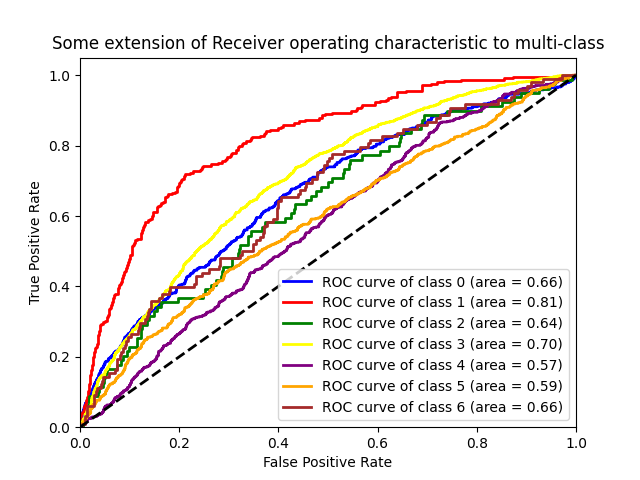 Some extension of Receiver operating characteristic to multi-class
True Positive Rate
1.0
0.8
0.6
0.4
0.2
0.0
ROC curve of class 0 (area = 0.66)
ROC curve of class 1 (area = 0.81)
ROC curve of class 2 (area = 0.64)
ROC curve of class 3 (area = 0.70)
ROC curve of class 4 (area = 0.57)
ROC curve of class 5 (area = 0.59)
ROC curve of class 6 (area = 0.66)
0.0 0.2 0.4 0.6 0.8 1.0
False Positive Rate